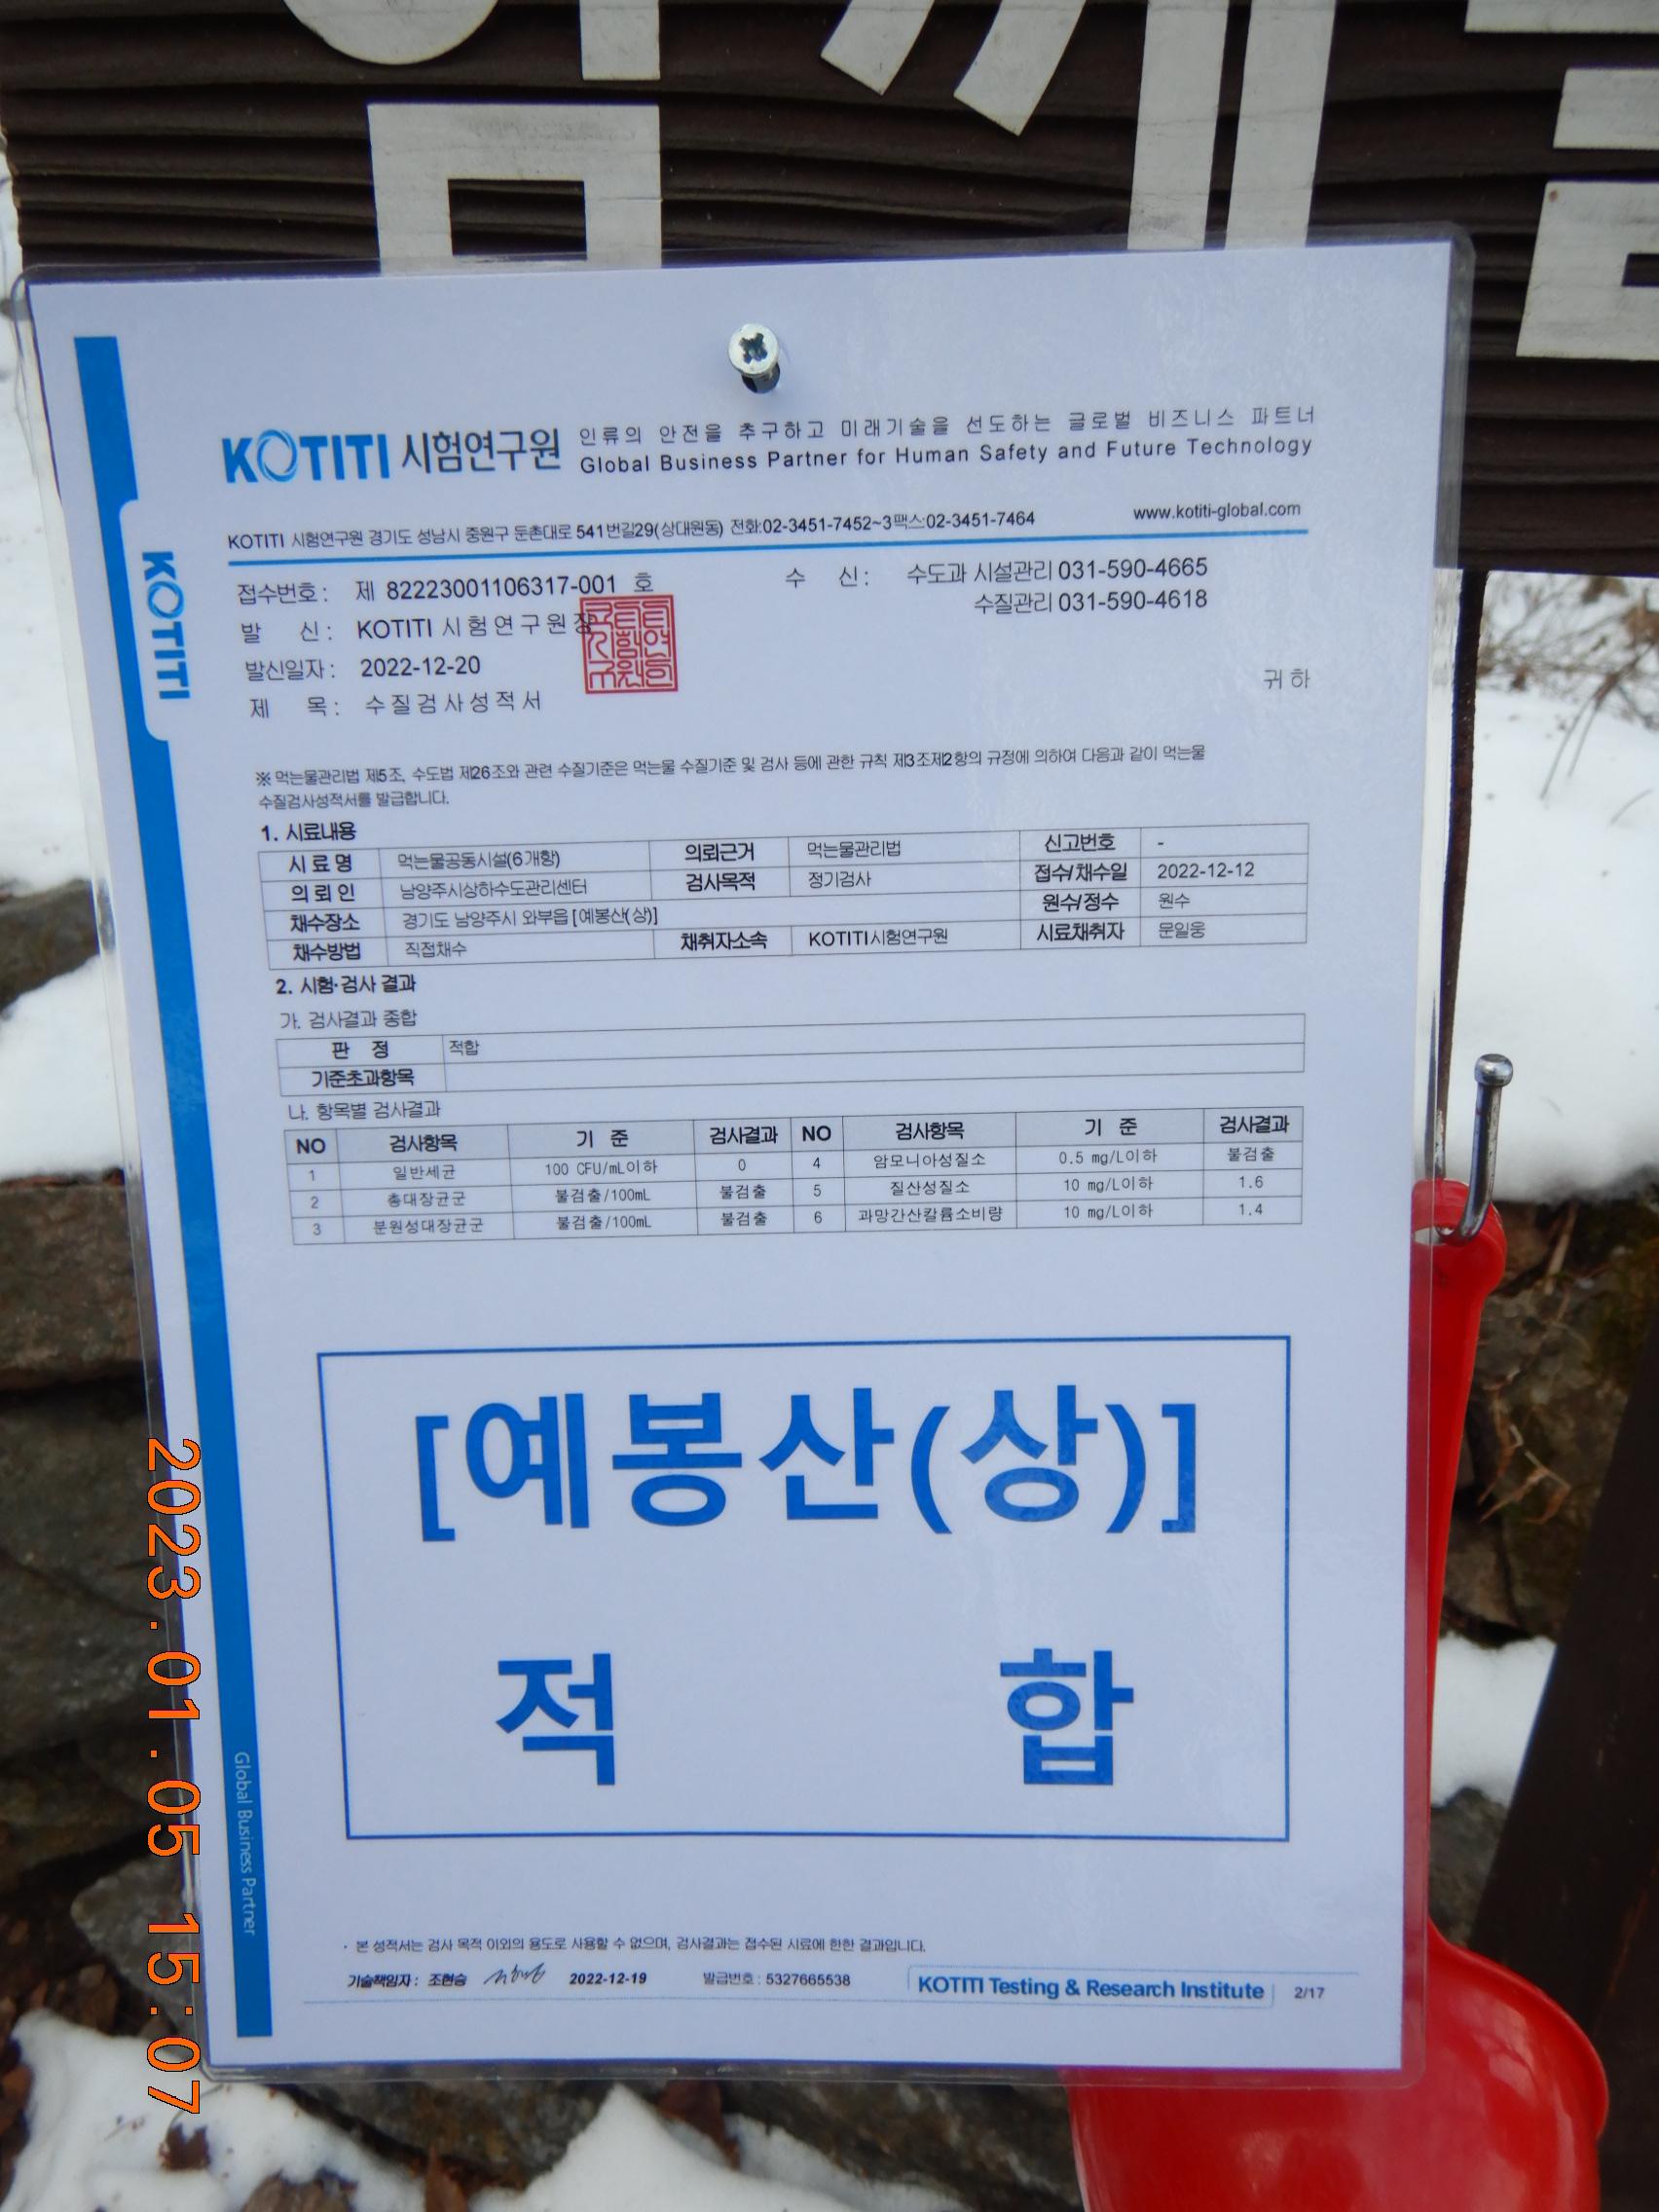 KOTITI 시험연구원 인류의 안전을 추구하고 미래기술을 선도하는 글로벌 비즈니스 파트너
Global Business Partner for Human Safety and Future Technology
KOTITI 시험연구원 경기도 성남시 중원구 둔촌대로 541번길29(상대원동) 전화:02-3451-7452~3 팩스:02-3451-7464 www.kotiti-global.com
KOTITI
접수번호 : 제 82223001106317-001 호 수 신 : 수도과 시설관리 031-590-4665
수질관리 031-590-4618
발 신 : KOTITI 시험연구원장
발신일자 : 2022-12-20
귀하
제 목 : 수질검사성적서
※ 먹는물관리법 제5조, 수도법 제26조와 관련 수질기준은 먹는물 수질기준 및 검사 등에 관한 규칙 제3조제2항의 규정에 의하여 다음과 같이 먹는물
수질검사성적서를 발급합니다.
1. 시료내용
시료명 먹는물공동시설(6개항) 의뢰근거 먹는물관리법 신고번호 -
의뢰인 남양주시상하수도관리센터 검사목적 정기검사 접수/채수일 2022-12-12
채수장소 경기도 남양주시 와부읍 [예봉산(상)] 원수/정수 원수
채수방법 직접채수 채취자소속 KOTITI시험연구원 시료채취자 문일웅
2. 시험·검사 결과
가. 검사결과 종합
판 정 적합
기준초과항목
나. 항목별 검사결과
NO 검사항목 기 준 검사결과 NO 검사항목 기 준 검사결과
1 일반세균 100 CFU/mL이하 0 4 암모니아성질소 0.5 mg/L이하 불검출
2 총대장균군 불검출/100mL 불검출 5 질산성질소 10 mg/L이하 1.6
3 분원성대장균군 불검출/100mL 불검출 6 과망간산칼륨소비량 10 mg/L이하 1.4
[예봉산(상)]
적 합
Global Business Partner
· 본 성적서는 검사 목적 이외의 용도로 사용할 수 없으며, 검사결과는 접수된 시료에 한한 결과입니다.
기술책임자 : 조현승 2022-12-19 발급번호 : 5327665538 KOTITI Testing & Research Institute 2/17
2023.01.05 15:07